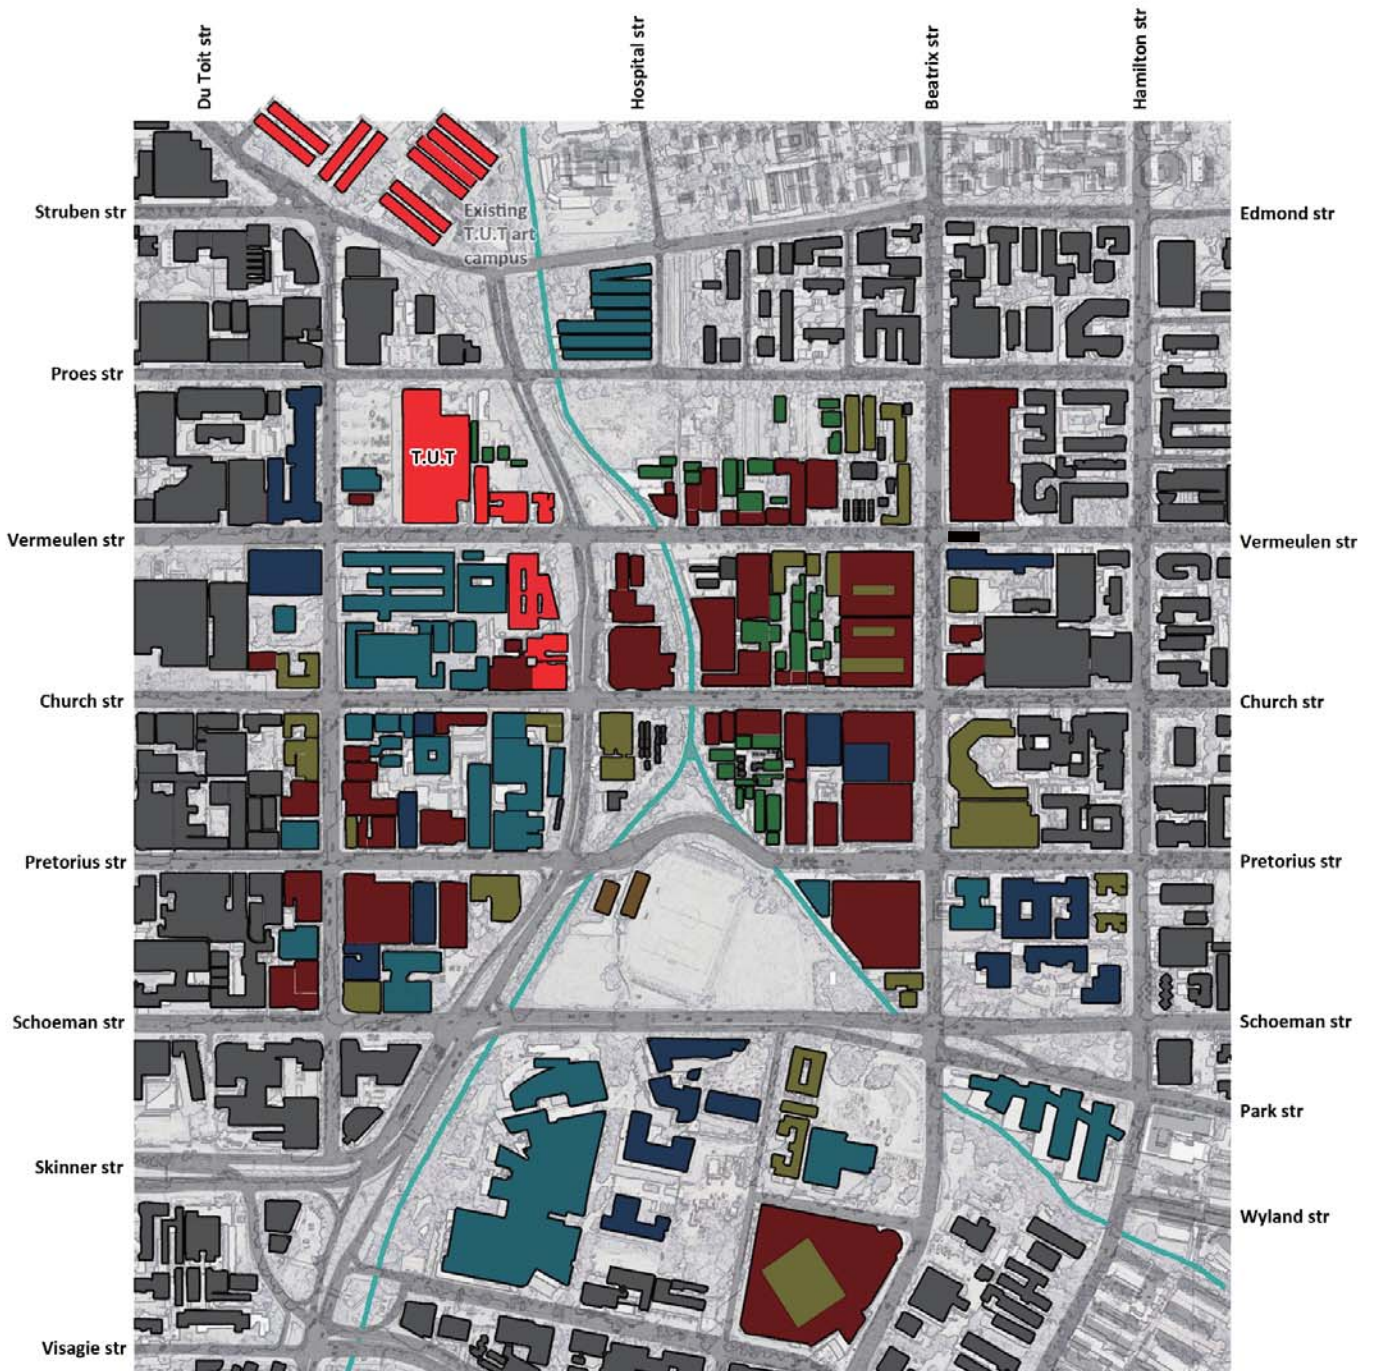 Du Toit str
Hospital str
Beatrix str
Hamilton str
Struben str
Existing
T.U.T art
campus
Edmond str
Proes str
T.U.T
Vermeulen str
Vermeulen str
Church str
Church str
Pretorius str
Pretorius str
Schoeman str
Schoeman str
Park str
Skinner str
Wyland str
Visagie str